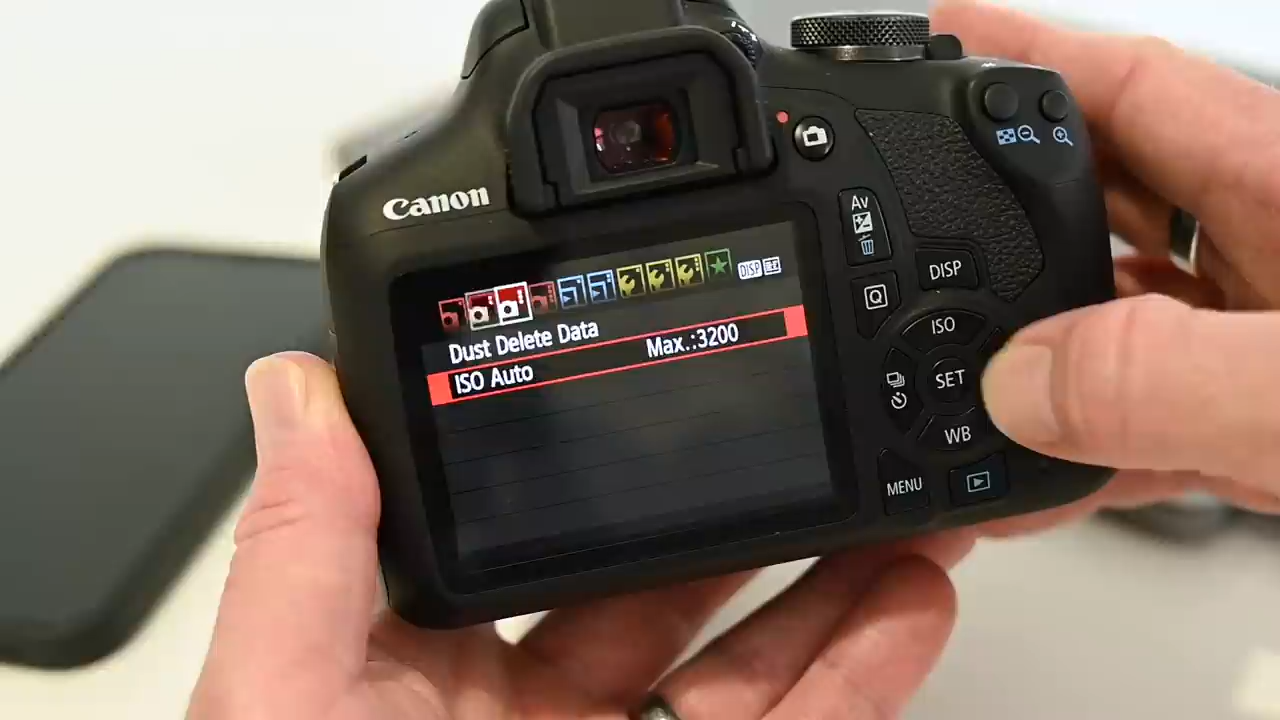 Canon
Av
DISP
Q
DISP
Dust Delete Data
ISO Auto Max.:3200
ISO
SET
WB
MENU